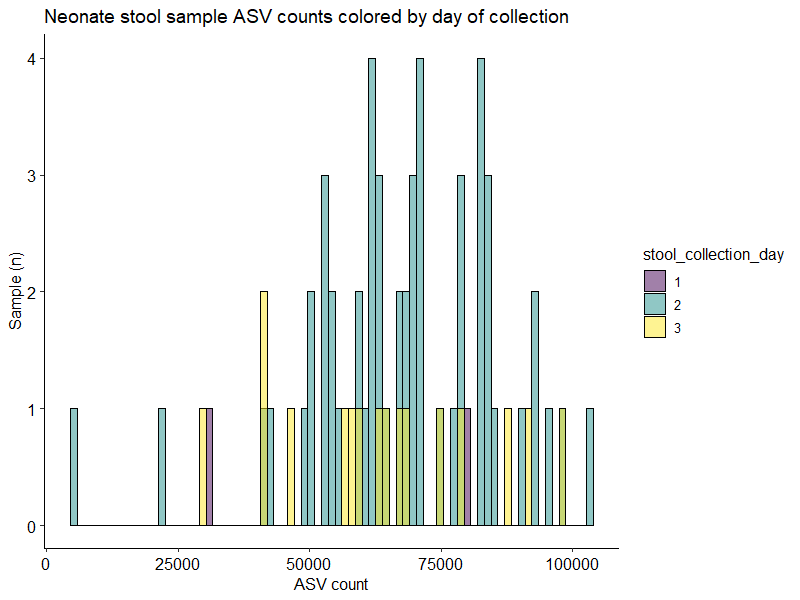 Neonate stool sample ASV counts colored by day of collection
4
3
2
1
0
Sample (n)
0 25000 50000 75000 100000
ASV count
stool_collection_day
1
2
3